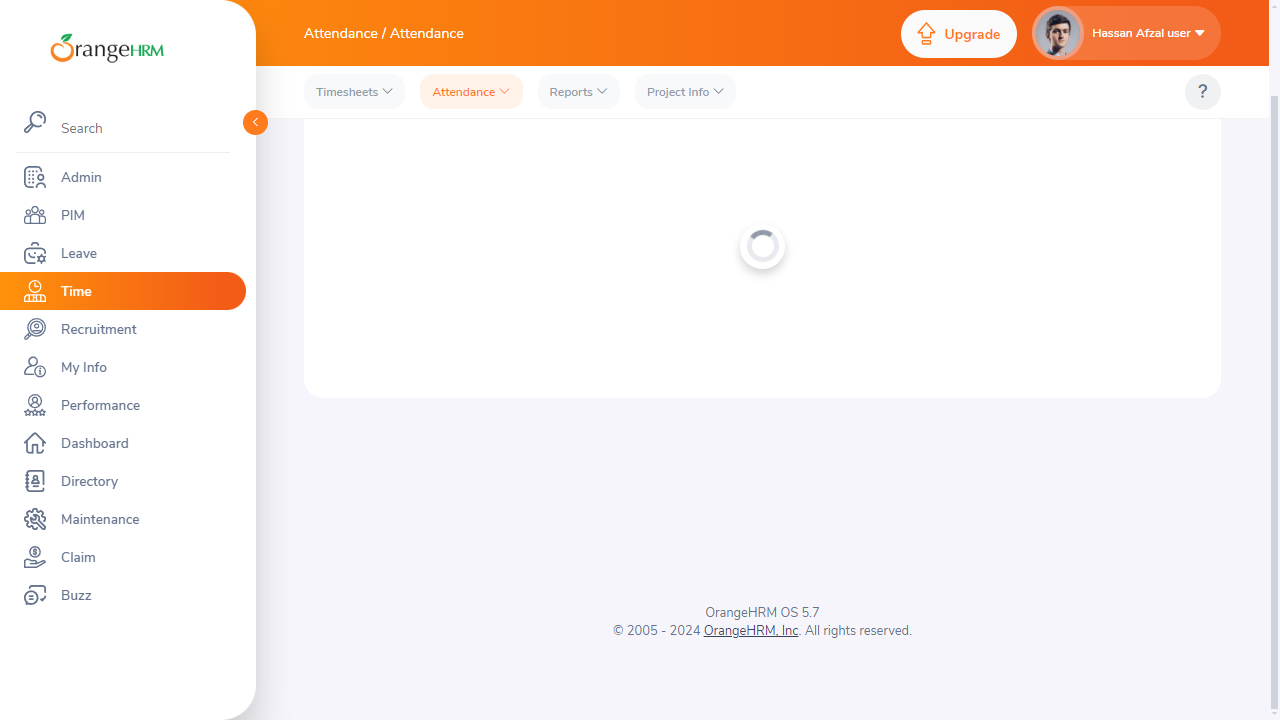 OrangeHRM
Search
Admin
PIM
Leave
Time
Recruitment
My Info
Performance
Dashboard
Directory
Maintenance
Claim
Buzz
Attendance / Attendance
Upgrade
Hassan Afzal user
Timesheets
Attendance
Reports
Project Info
?
OrangeHRM OS 5.7
© 2005 - 2024 OrangeHRM, Inc. All rights reserved.